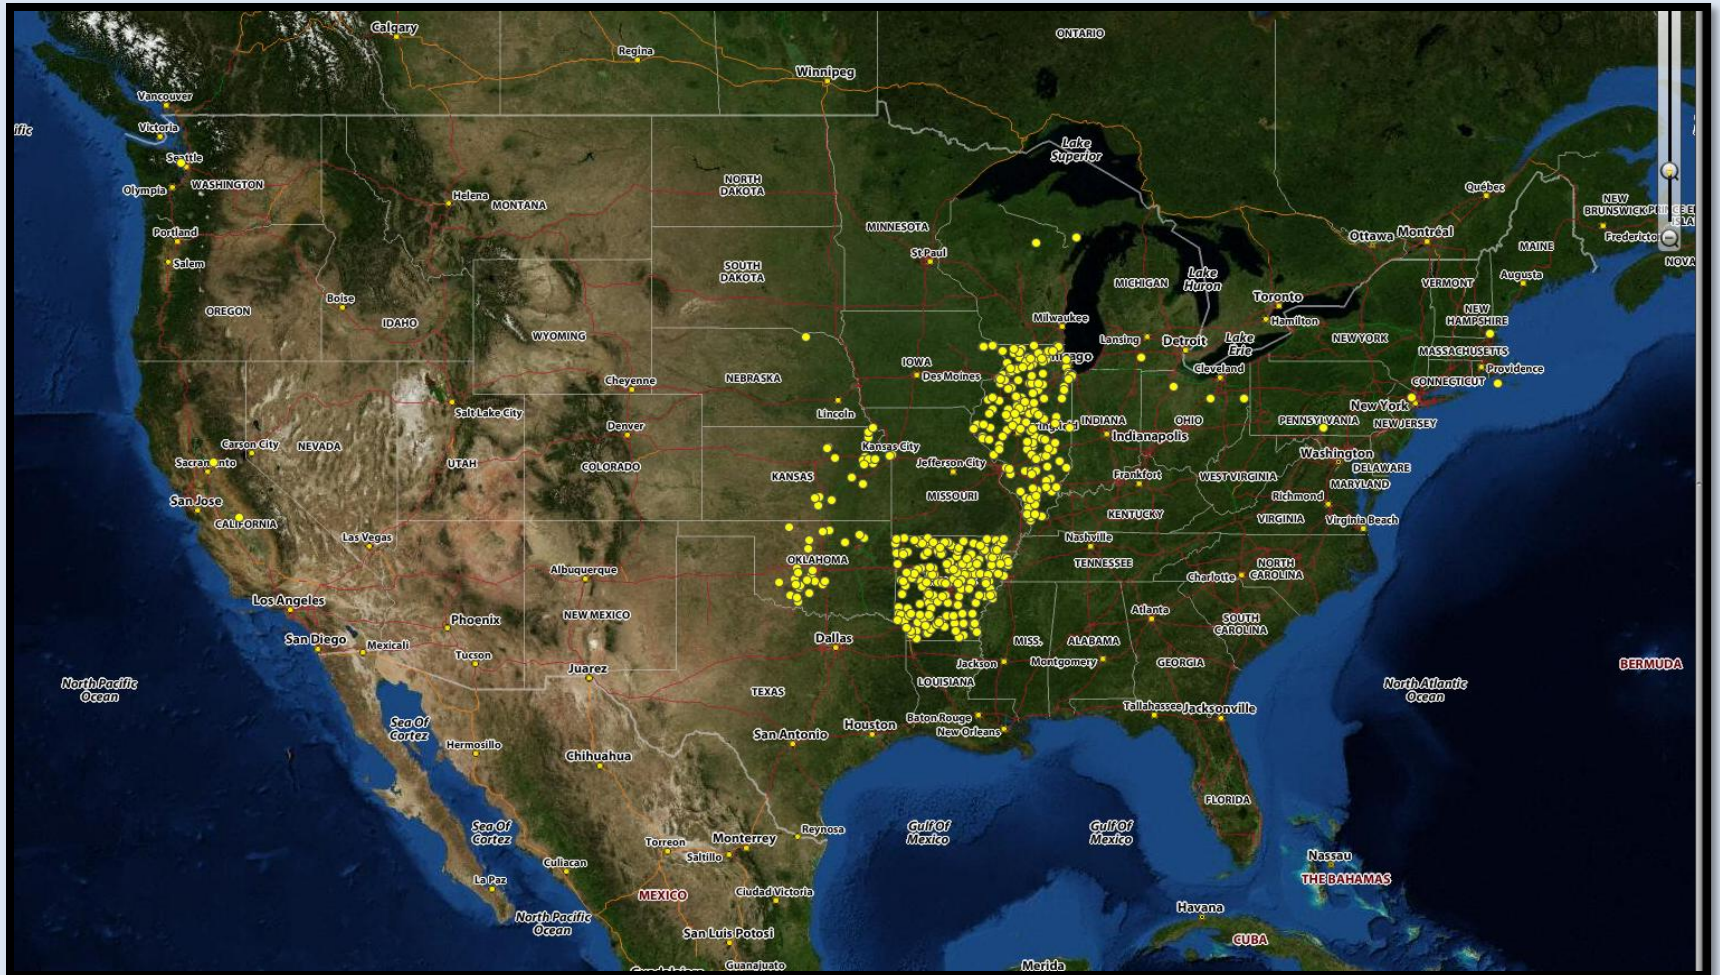 Calgary
Regina
Winnipeg
ONTARIO
Vancouver
Victoria
ific
Lake
Superior
Seattle
Olympia
WASHINGTON
Helena
MONTANA
NORTH
DAKOTA
MINNESOTA
Québec
NEW
BRUNSWICK
Portland
Salem
St Paul
Ottawa
Montréal
MAINE
SOUTH
DAKOTA
MICHIGAN
Lake
Huron
VERMONT
Augusta
NOVA
Boise
OREGON
IDAHO
WYOMING
Milwaukee
Toronto
Hamilton
NEW
HAMPSHIRE
Lansing
Detroit
Lake
Erie
NEW YORK
IOWA
Des Moines
Cleveland
MASSACHUSETTS
Providence
CONNECTICUT
NEBRASKA
Cheyenne
Salt Lake City
Lincoln
New York
Denver
INDIANA
OHIO
PENNSYLVANIA
NEW JERSEY
Indianapolis
Carson City
NEVADA
Sacramento
UTAH
COLORADO
Kansas City
Jefferson City
Washington
DELAWARE
KANSAS
Frankfort
WEST VIRGINIA
MARYLAND
San Jose
MISSOURI
Richmond
CALIFORNIA
KENTUCKY
VIRGINIA
Virginia Beach
Las Vegas
Nashville
OKLAHOMA
TENNESSEE
NORTH
CAROLINA
Albuquerque
Charlotte
Los Angeles
NEW MEXICO
Phoenix
Atlanta
SOUTH
CAROLINA
San Diego
Mexicali
Tucson
Dallas
MISS.
ALABAMA
Juarez
Jackson
Montgomery
GEORGIA
BERMUDA
North Pacific
Ocean
TEXAS
LOUISIANA
North Atlantic
Ocean
Sea Of
Cortez
Tallahassee
Jacksonville
Baton Rouge
New Orleans
Houston
San Antonio
Hermosillo
Chihuahua
FLORIDA
Sea Of
Cortez
Gulf Of
Mexico
Gulf Of
Mexico
Reynosa
Monterrey
Torreon
Saltillo
Culiacan
Nassau
THE BAHAMAS
La Paz
MEXICO
Ciudad Victoria
North Pacific
Ocean
Havana
CUBA
San Luis Potosi
Guanajuato
Merida